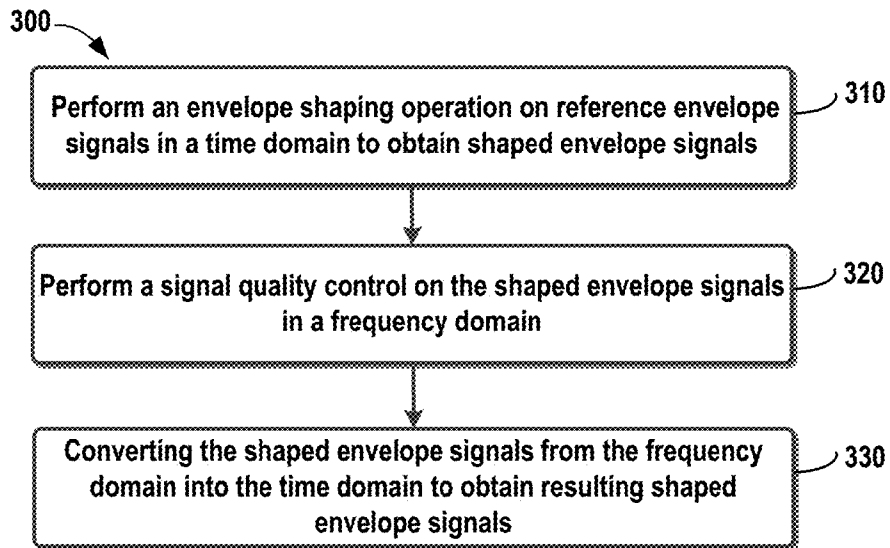 300
Perform an envelope shaping operation on reference envelope
signals in a time domain to obtain shaped envelope signals
310
Perform a signal quality control on the shaped envelope signals
in a frequency domain
320
Converting the shaped envelope signals from the frequency
domain into the time domain to obtain resulting shaped
envelope signals
330